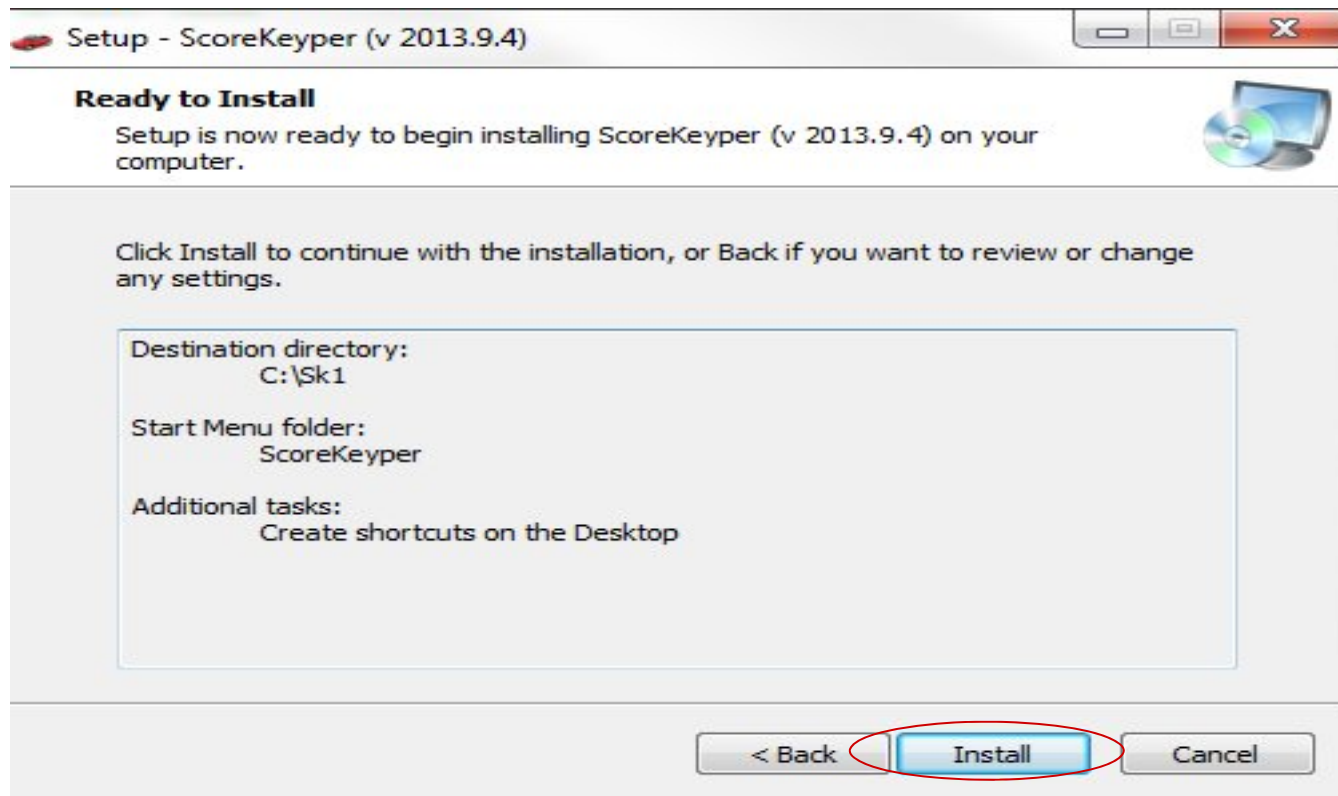 Setup - ScoreKeyper (v 2013.9.4)
Ready to Install
Setup is now ready to begin installing ScoreKeyper (v 2013.9.4) on your
computer.
Click Install to continue with the installation, or Back if you want to review or change
any settings.
Destination directory:
C:\Sk1
Start Menu folder:
ScoreKeyper
Additional tasks:
Create shortcuts on the Desktop
< Back Install Cancel